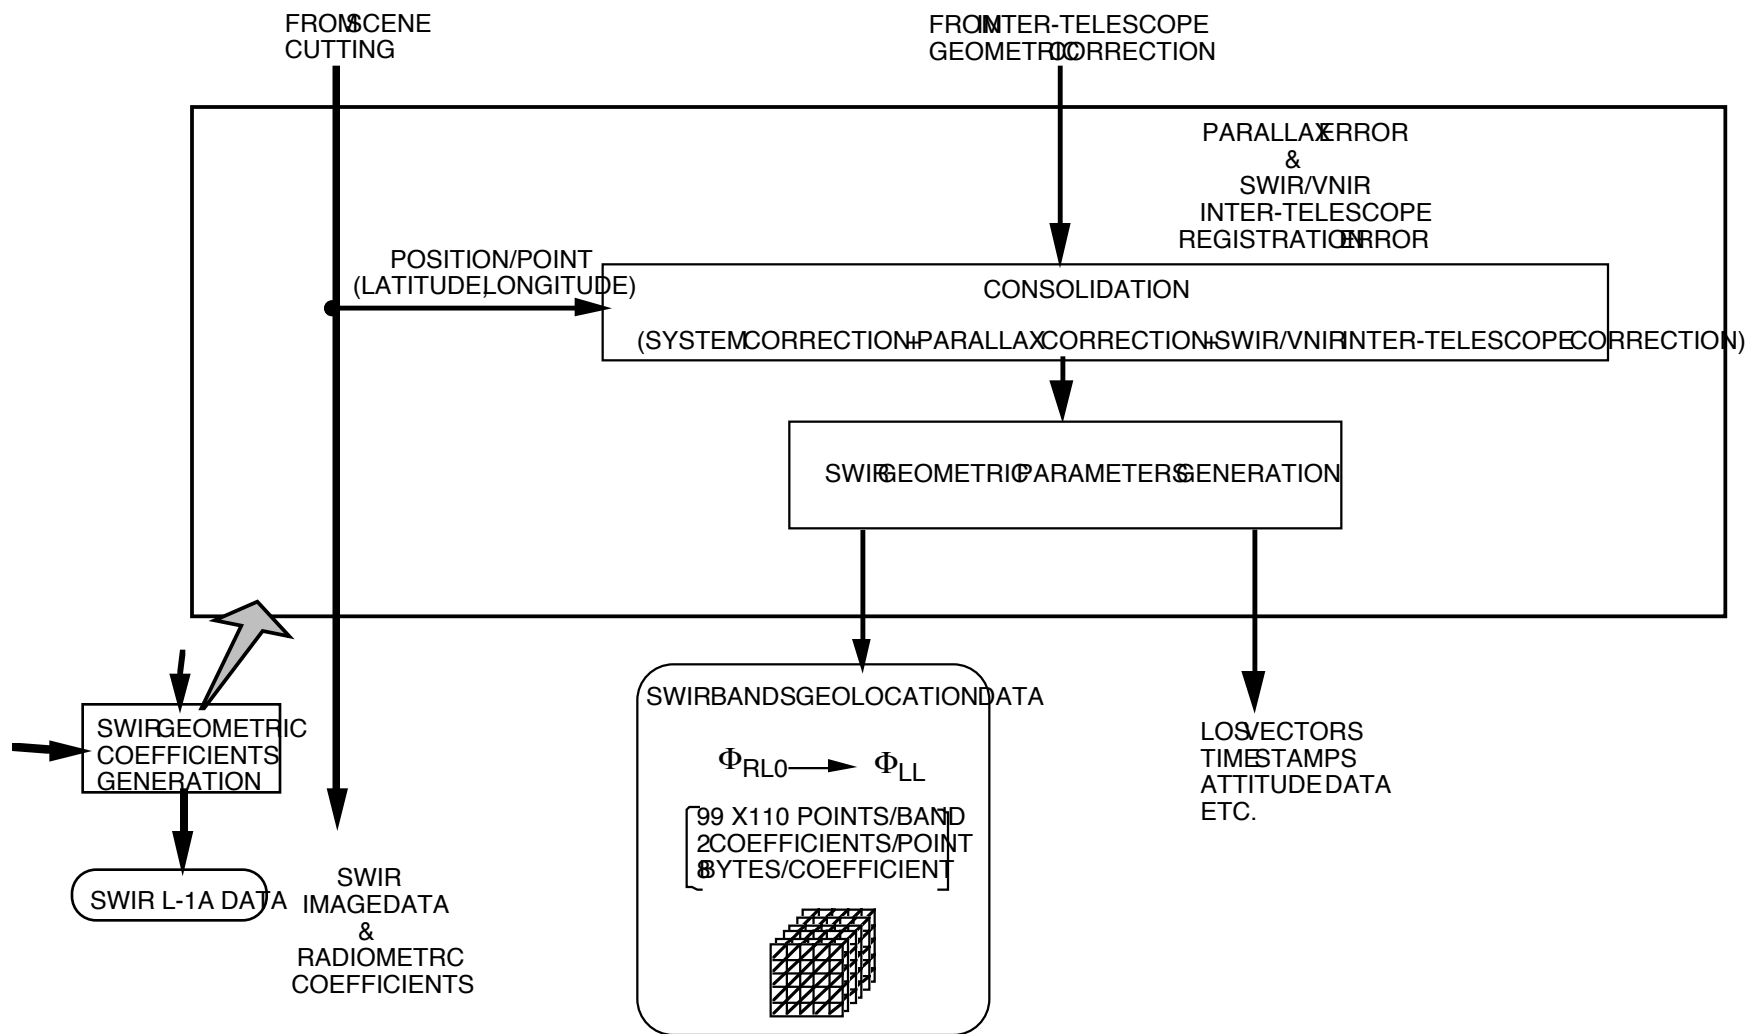 FROM SCENE
CUTTING
FROM INTER-TELESCOPE
GEOMETRIC CORRECTION
PARALLAX ERROR
&
SWIR/VNIR
INTER-TELESCOPE
REGISTRATION ERROR
POSITION/POINT
(LATITUDE, LONGITUDE)
CONSOLIDATION
(SYSTEM CORRECTION + PARALLAX CORRECTION + SWIR/VNIR INTER-TELESCOPE CORRECTION)
SWIR GEOMETRIC PARAMETERS GENERATION
SWIR GEOMETRIC
COEFFICIENTS
GENERATION
SWIR L-1A DATA
SWIR
IMAGE DATA
&
RADIOMETRC
COEFFICIENTS
SWIR BANDS GEOLOCATION DATA
ΦRL0 ΦLL
99 X 110 POINTS/BAND
2 COEFFICIENTS/POINT
8 BYTES/COEFFICIENT
LOS VECTORS
TIME STAMPS
ATTITUDE DATA
ETC.